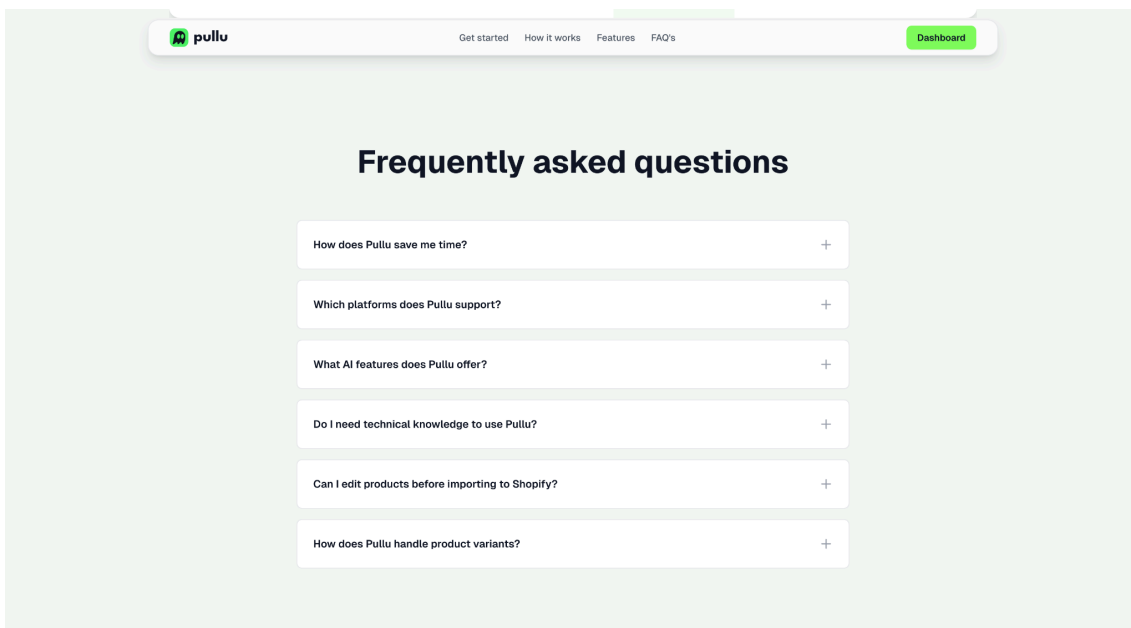 pullu
Get started
How it works
Features
FAQ's
Dashboard
Frequently asked questions
How does Pullu save me time?
Which platforms does Pullu support?
What AI features does Pullu offer?
Do I need technical knowledge to use Pullu?
Can I edit products before importing to Shopify?
How does Pullu handle product variants?